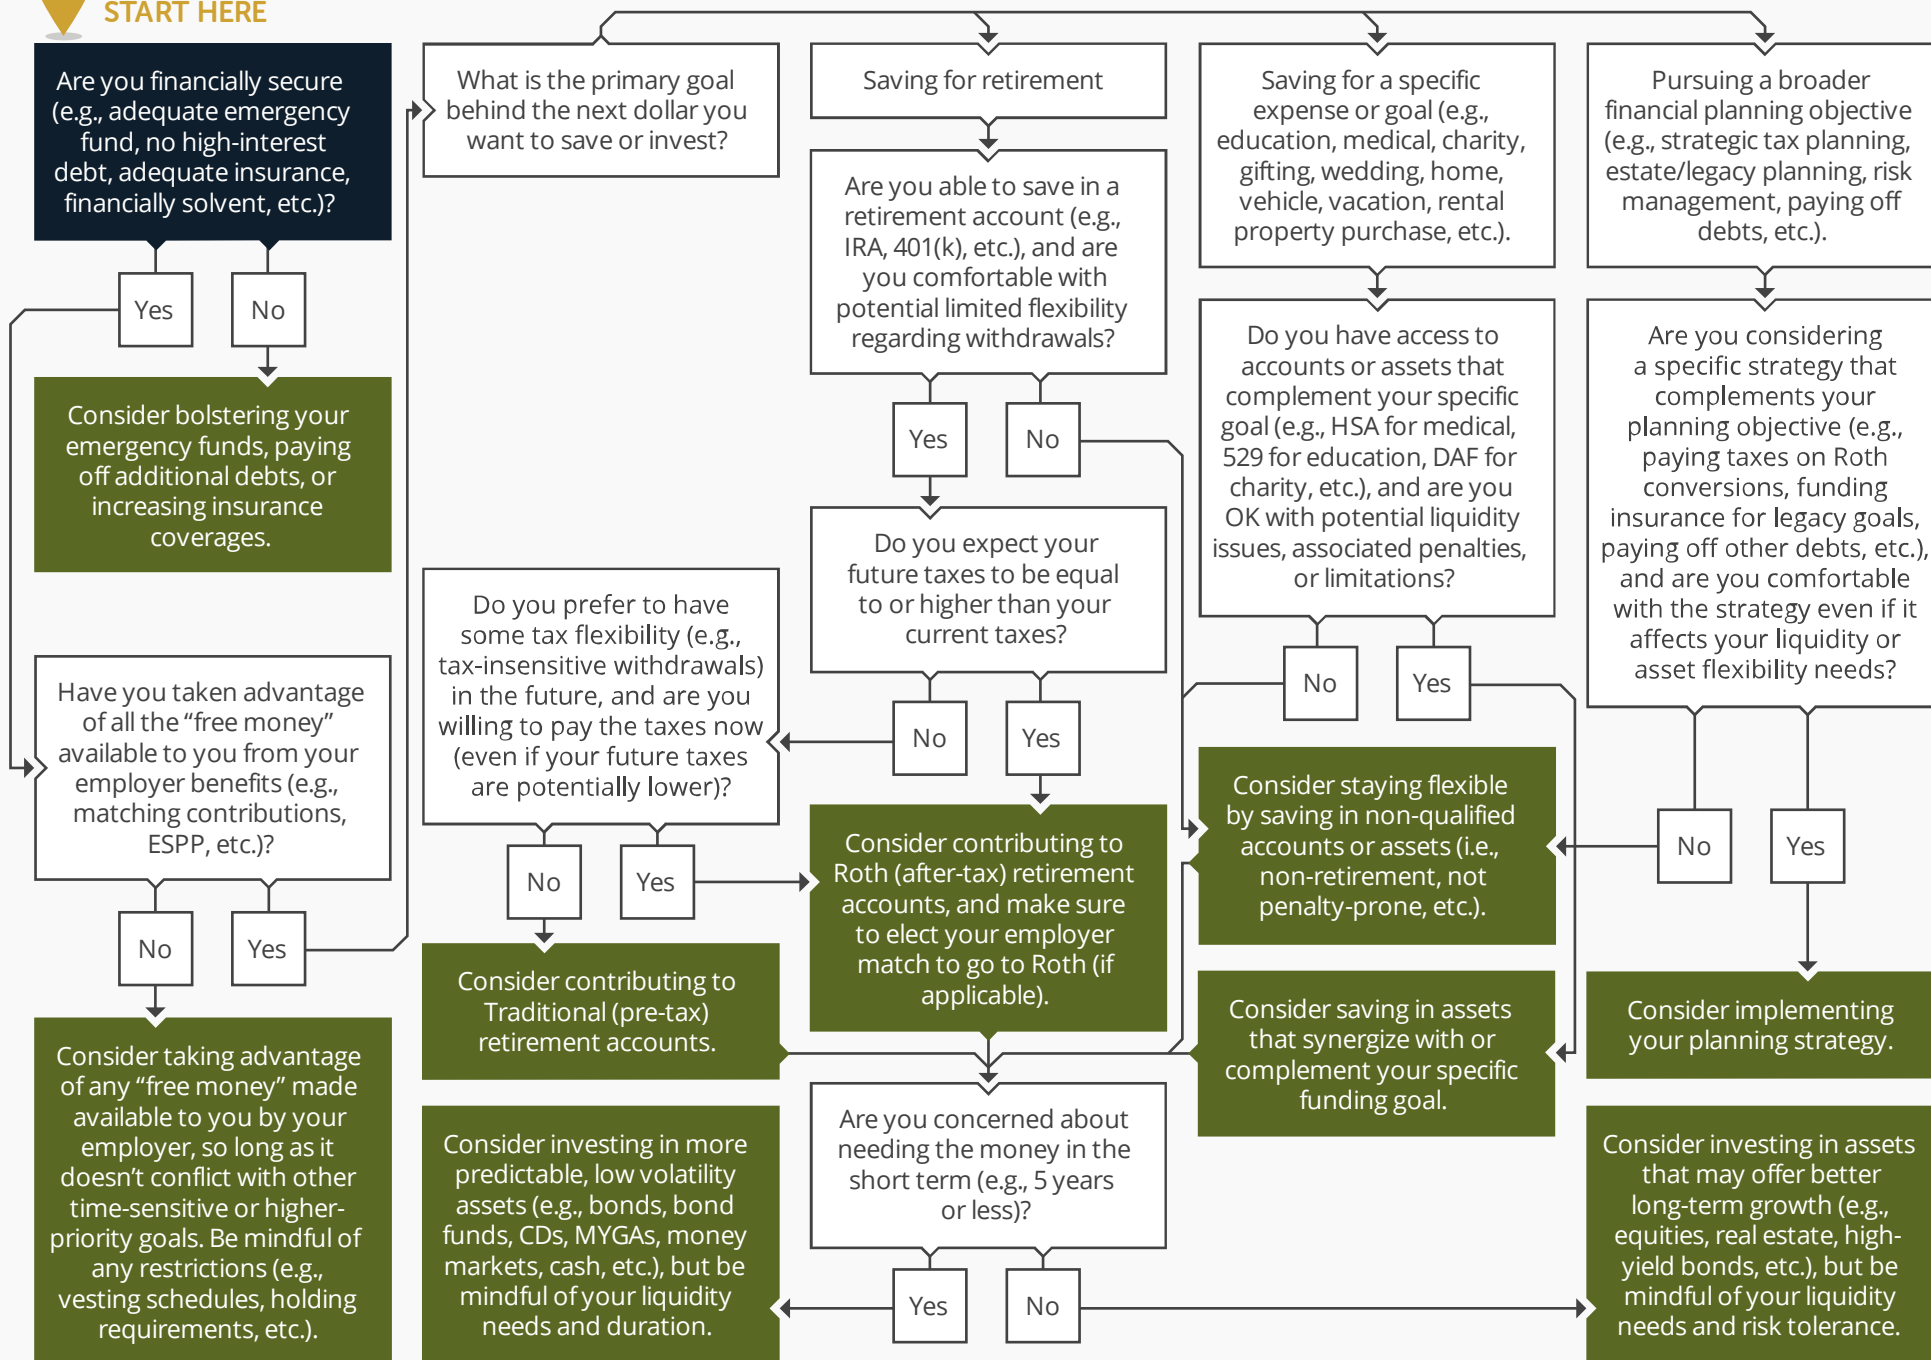 START HERE
Are you financially secure
(e.g., adequate emergency
fund, no high-interest
debt, adequate insurance,
financially solvent, etc.)?
Yes
No
Consider bolstering your
emergency funds, paying
off additional debts, or
increasing insurance
coverages.
Have you taken advantage
of all the “free money”
available to you from your
employer benefits (e.g.,
matching contributions,
ESPP, etc.)?
No
Yes
Consider taking advantage
of any “free money” made
available to you by your
employer, so long as it
doesn’t conflict with other
time-sensitive or higher-
priority goals. Be mindful of
any restrictions (e.g.,
vesting schedules, holding
requirements, etc.).
What is the primary goal
behind the next dollar you
want to save or invest?
Saving for retirement
Are you able to save in a
retirement account (e.g.,
IRA, 401(k), etc.), and are
you comfortable with
potential limited flexibility
regarding withdrawals?
Yes
No
Do you expect your
future taxes to be equal
to or higher than your
current taxes?
No
Yes
Do you prefer to have
some tax flexibility (e.g.,
tax-insensitive withdrawals)
in the future, and are you
willing to pay the taxes now
(even if your future taxes
are potentially lower)?
No
Yes
Consider contributing to
Traditional (pre-tax)
retirement accounts.
Consider contributing to
Roth (after-tax) retirement
accounts, and make sure
to elect your employer
match to go to Roth (if
applicable).
Saving for a specific
expense or goal (e.g.,
education, medical, charity,
gifting, wedding, home,
vehicle, vacation, rental
property purchase, etc.).
Do you have access to
accounts or assets that
complement your specific
goal (e.g., HSA for medical,
529 for education, DAF for
charity, etc.), and are you
OK with potential liquidity
issues, associated penalties,
or limitations?
No
Yes
Consider staying flexible
by saving in non-qualified
accounts or assets (i.e.,
non-retirement, not
penalty-prone, etc.).
Consider saving in assets
that synergize with or
complement your specific
funding goal.
Pursuing a broader
financial planning objective
(e.g., strategic tax planning,
estate/legacy planning, risk
management, paying off
debts, etc.).
Are you considering
a specific strategy that
complements your
planning objective (e.g.,
paying taxes on Roth
conversions, funding
insurance for legacy goals,
paying off other debts, etc.),
and are you comfortable
with the strategy even if it
affects your liquidity or
asset flexibility needs?
No
Yes
Consider implementing
your planning strategy.
Are you concerned about
needing the money in the
short term (e.g., 5 years
or less)?
Yes
No
Consider investing in more
predictable, low volatility
assets (e.g., bonds, bond
funds, CDs, MYGAs, money
markets, cash, etc.), but be
mindful of your liquidity
needs and duration.
Consider investing in assets
that may offer better
long-term growth (e.g.,
equities, real estate, high-
yield bonds, etc.), but be
mindful of your liquidity
needs and risk tolerance.